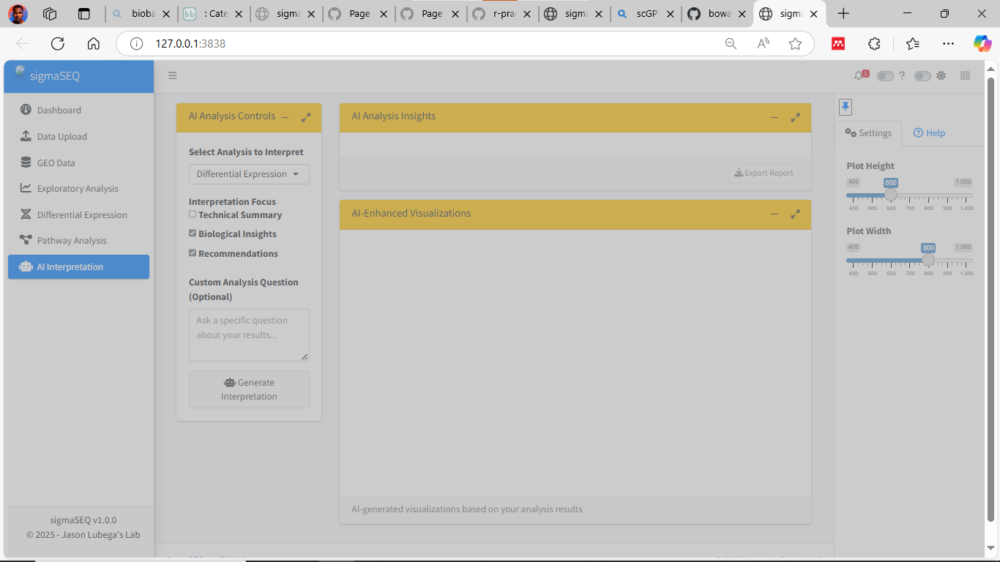 bioba
: Cate
sigma
Page
Page
r-pra
sigma
scGP
bowa
sigma
127.0.0.1:3838
sigmaSEQ
1
?
Dashboard
Data Upload
GEO Data
Exploratory Analysis
Differential Expression
Pathway Analysis
AI Interpretation
sigmaSEQ v1.0.0
© 2025 - Jason Lubega's Lab
AI Analysis Controls
Select Analysis to Interpret
Differential Expression
Interpretation Focus
Technical Summary
Biological Insights
Recommendations
Custom Analysis Question
(Optional)
Ask a specific question
about your results...
Generate
Interpretation
AI Analysis Insights
Export Report
AI-Enhanced Visualizations
AI-generated visualizations based on your analysis results
Settings
Help
Plot Height
400 600 1,000
400 500 600 700 800 900 1,000
Plot Width
400 800 1,000
400 500 600 700 800 900 1,000